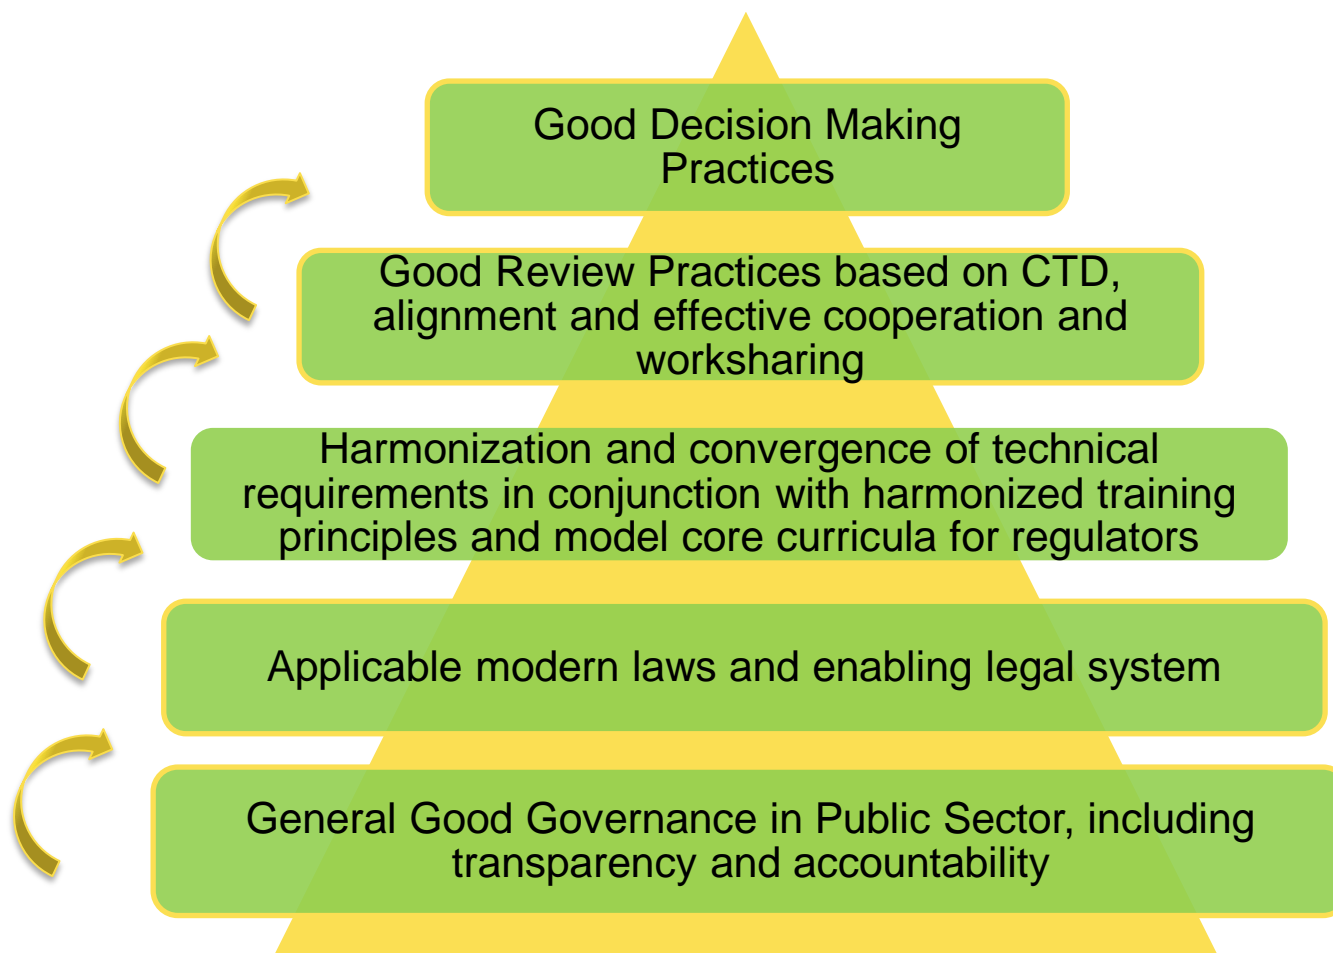 Good Decision Making
Practices
Good Review Practices based on CTD,
alignment and effective cooperation and
worksharing
Harmonization and convergence of technical
requirements in conjunction with harmonized training
principles and model core curricula for regulators
Applicable modern laws and enabling legal system
General Good Governance in Public Sector, including
transparency and accountability